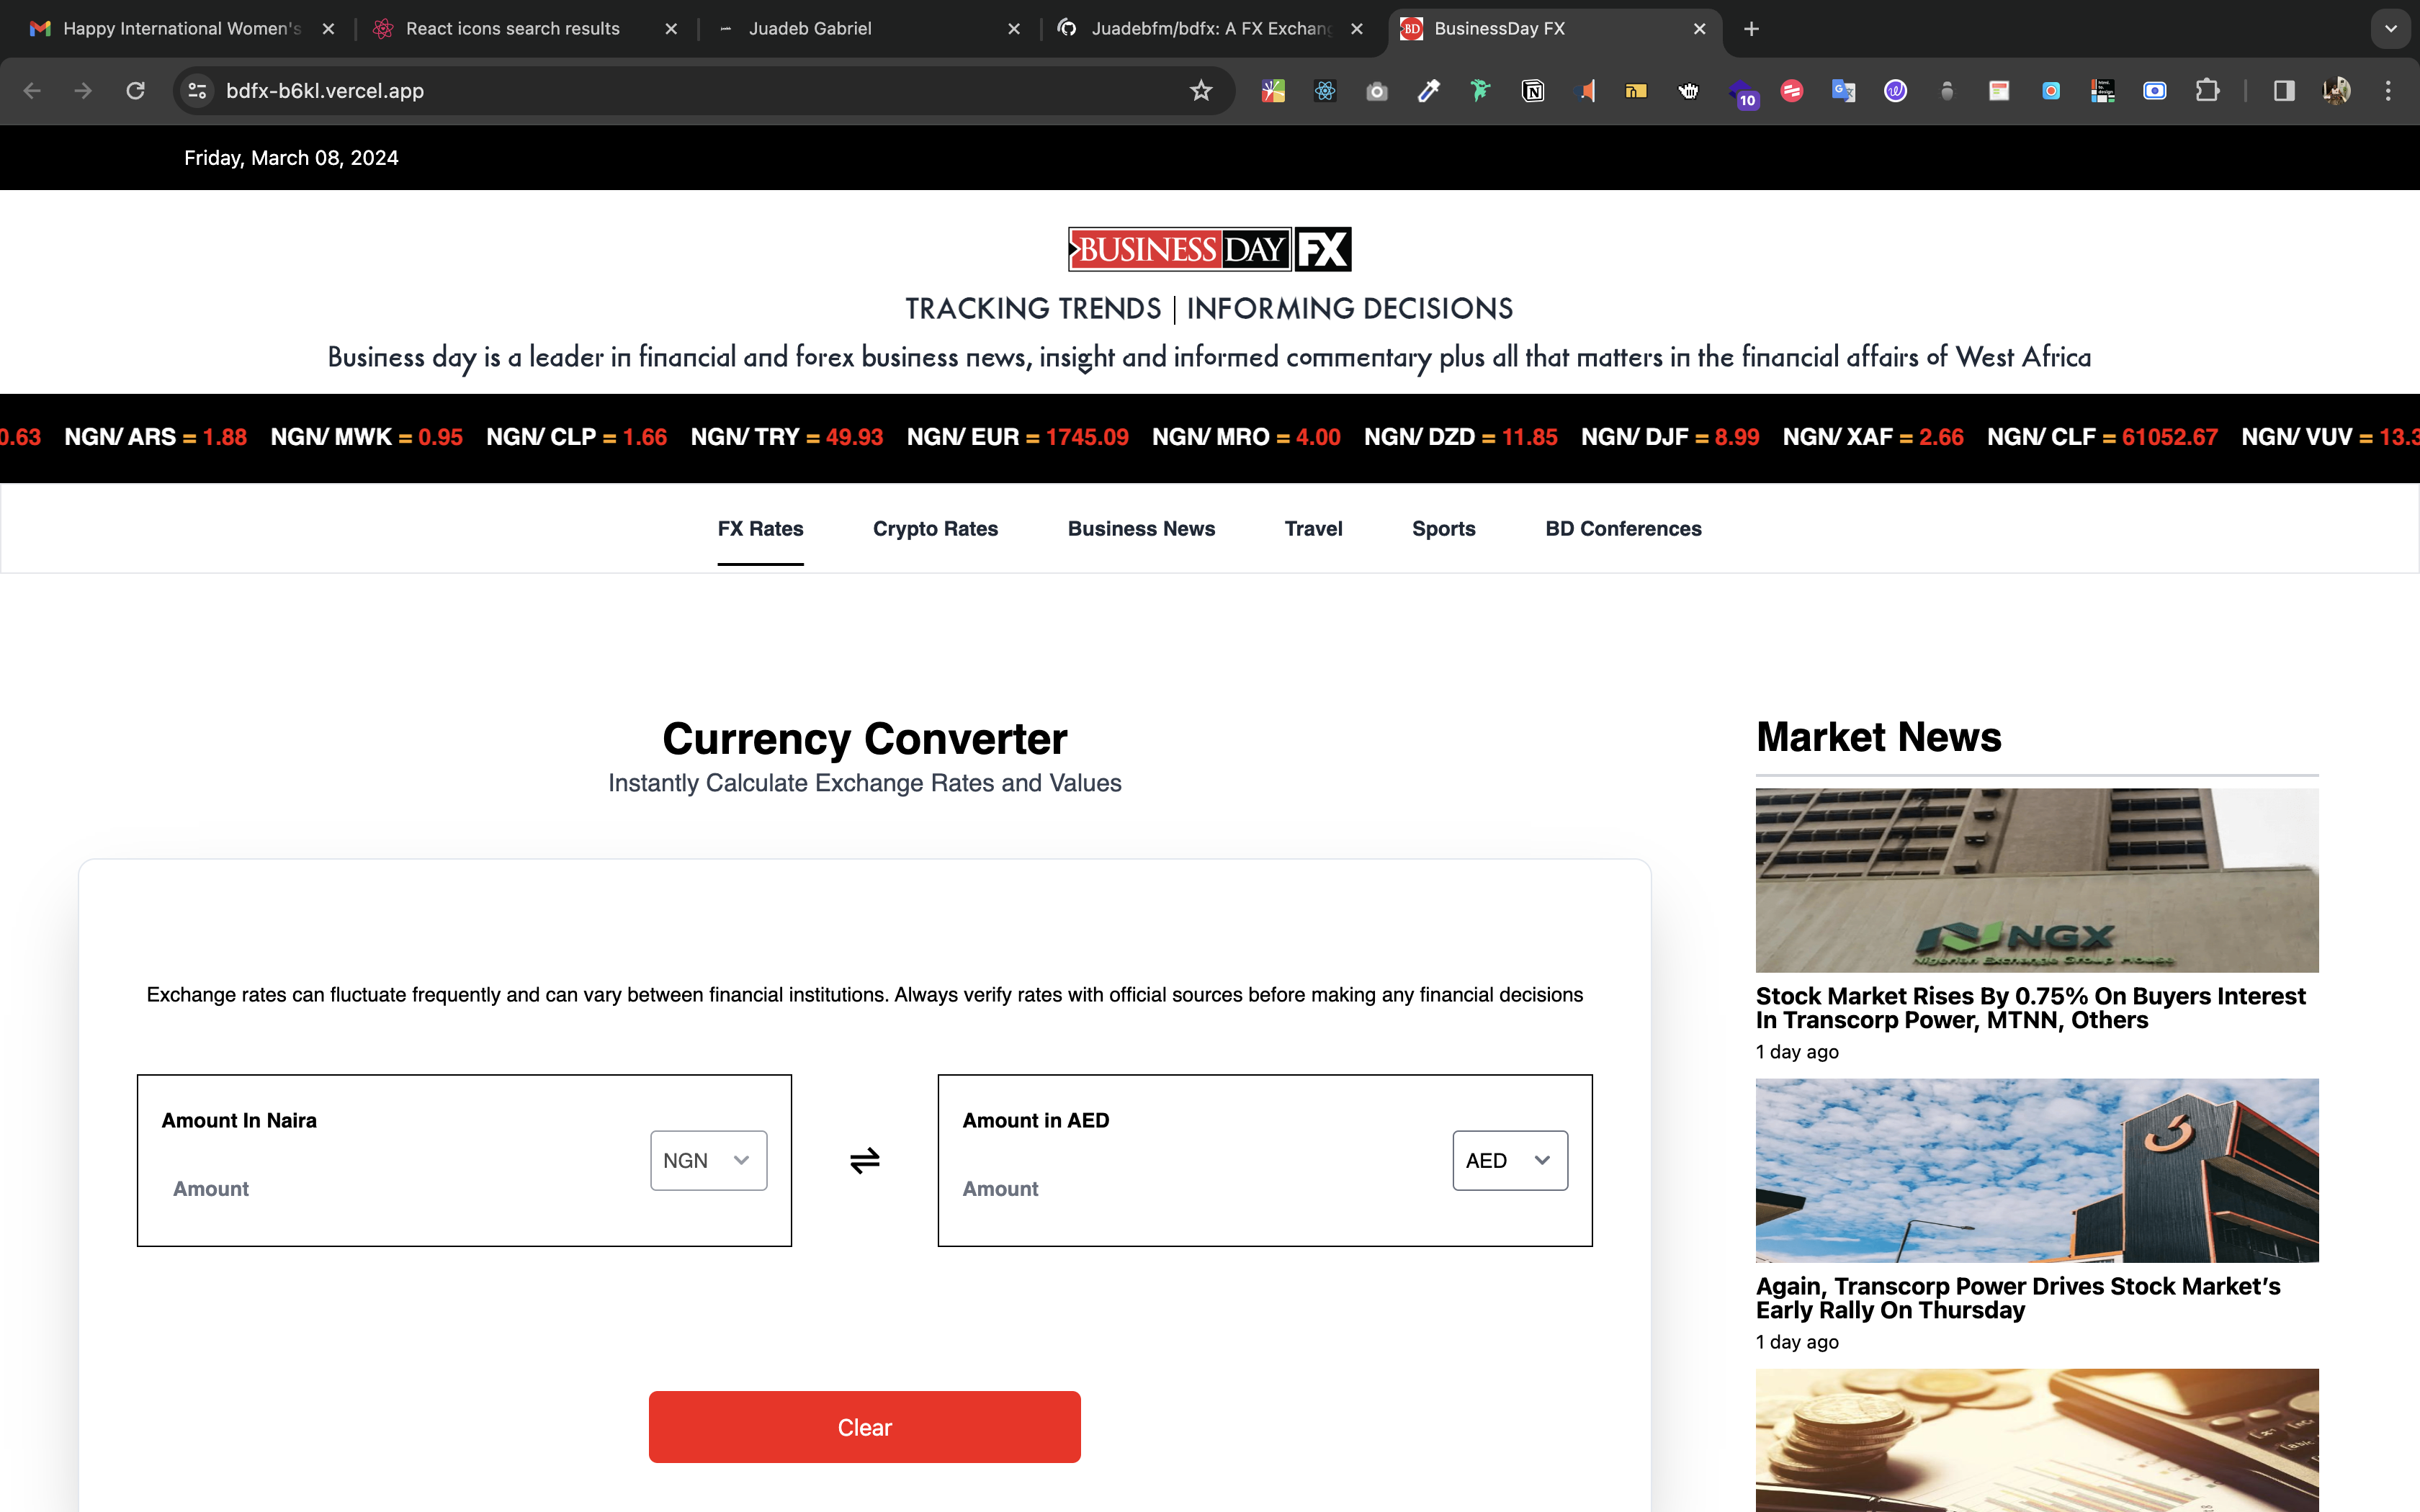 Happy International Women's
React icons search results
Juadeb Gabriel
Juadebfm/bdfx: A FX Exchang
BusinessDay FX
bdfx-b6kl.vercel.app
10
Friday, March 08, 2024
BUSINESS DAY FX
TRACKING TRENDS | INFORMING DECISIONS
Business day is a leader in financial and forex business news, insight and informed commentary plus all that matters in the financial affairs of West Africa
0.63 NGN/ ARS = 1.88 NGN/ MWK = 0.95 NGN/ CLP = 1.66 NGN/ TRY = 49.93 NGN/ EUR = 1745.09 NGN/ MRO = 4.00 NGN/ DZD = 11.85 NGN/ DJF = 8.99 NGN/ XAF = 2.66 NGN/ CLF = 61052.67 NGN/ VUV = 13.3
FX Rates Crypto Rates Business News Travel Sports BD Conferences
Currency Converter
Instantly Calculate Exchange Rates and Values
Exchange rates can fluctuate frequently and can vary between financial institutions. Always verify rates with official sources before making any financial decisions
Amount In Naira
NGN
Amount
Amount in AED
AED
Amount
Clear
Market News
NGX
Nigerian Exchange Group House
Stock Market Rises By 0.75% On Buyers Interest
In Transcorp Power, MTNN, Others
1 day ago
Again, Transcorp Power Drives Stock Market’s
Early Rally On Thursday
1 day ago